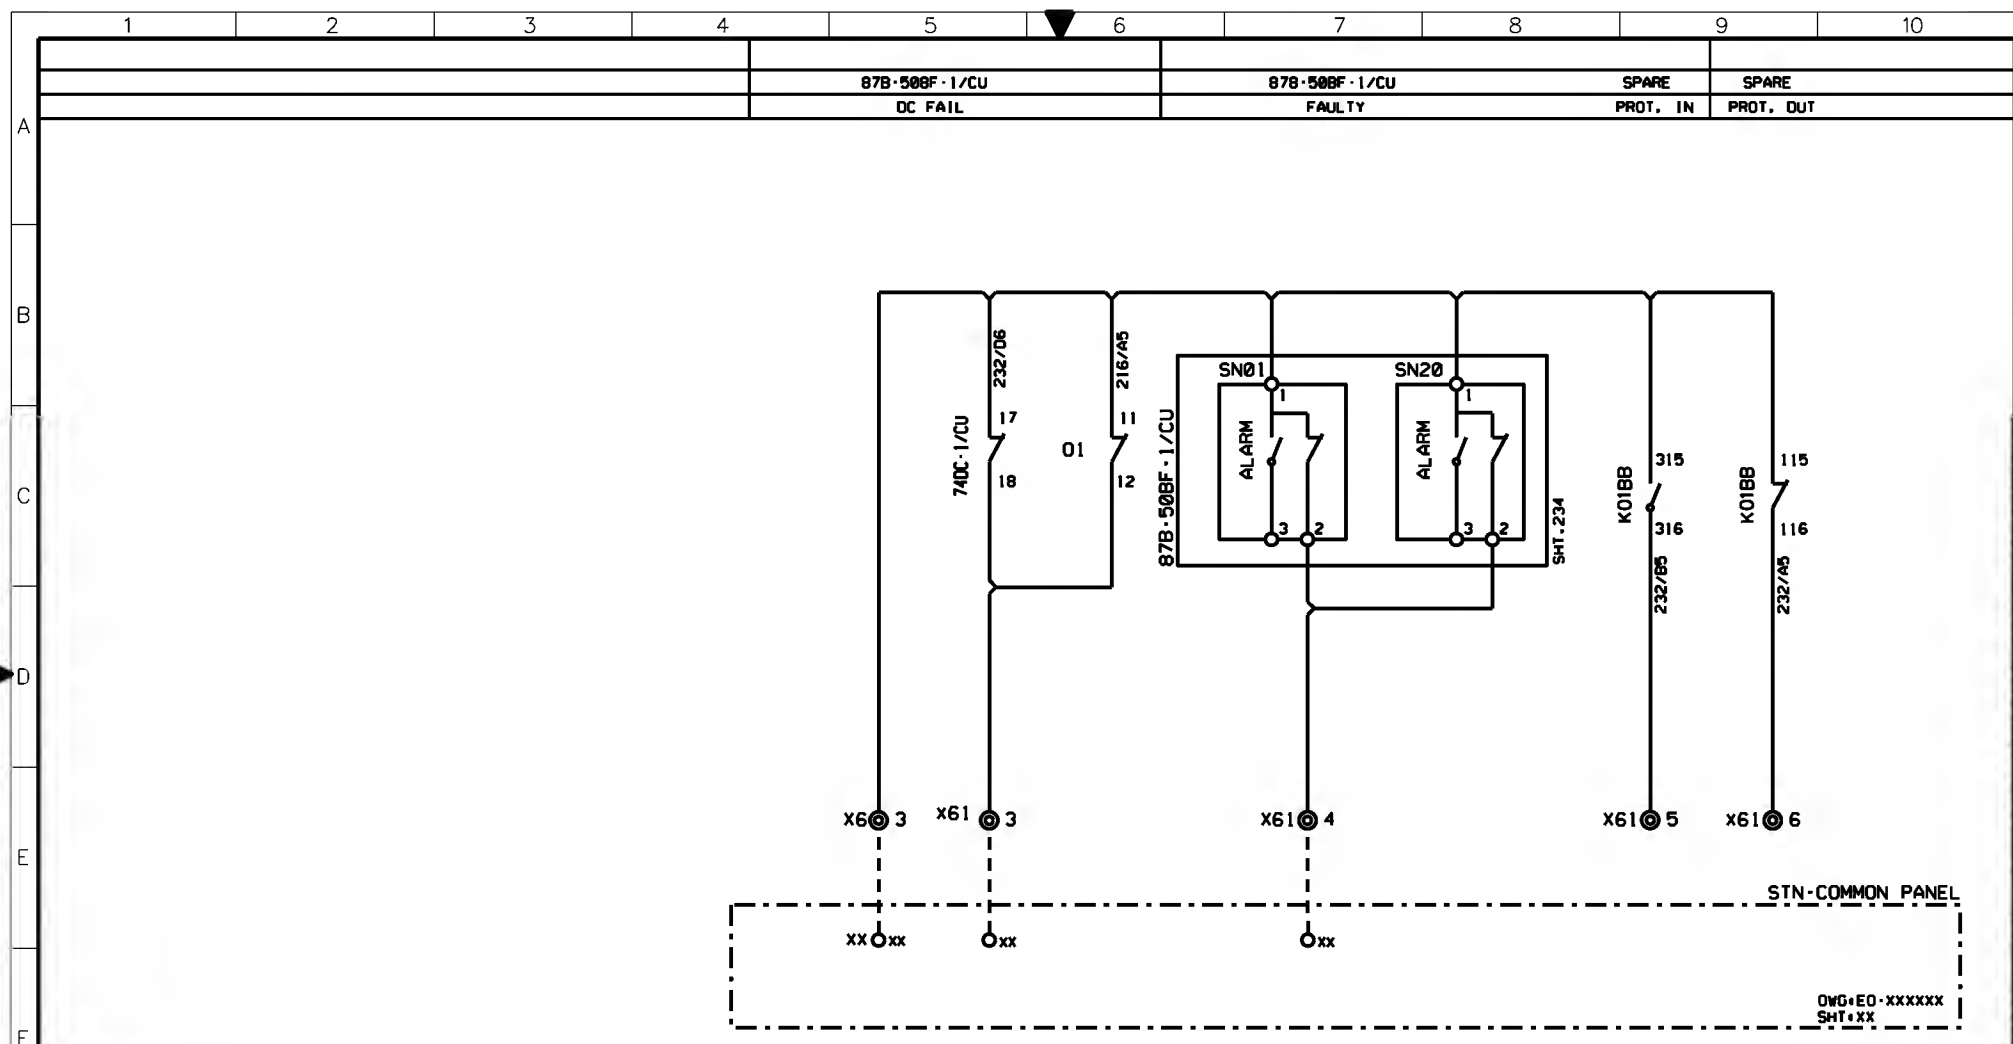 1 2 3 4 5 6 7 8 9 10
87B-50BF-1/CU 87B-50BF-1/CU SPARE SPARE
DC FAIL FAULTY PROT. IN PROT. OUT
A
B
232/D6
216/A5
SN01
SN20
1
1
74DC-1/CU
17
18
O1
11
12
87B-50BF-1/CU
ALARM
3
2
ALARM
3
2
SHT.234
C
K01BB
315
316
232/B5
K01BB
115
116
232/A5
D
X6 3
X61 3
X61 4
X61 5
X61 6
E
STN-COMMON PANEL
XX XX
XX
XX
DWG:EO-XXXXXX
SHT:XX
F